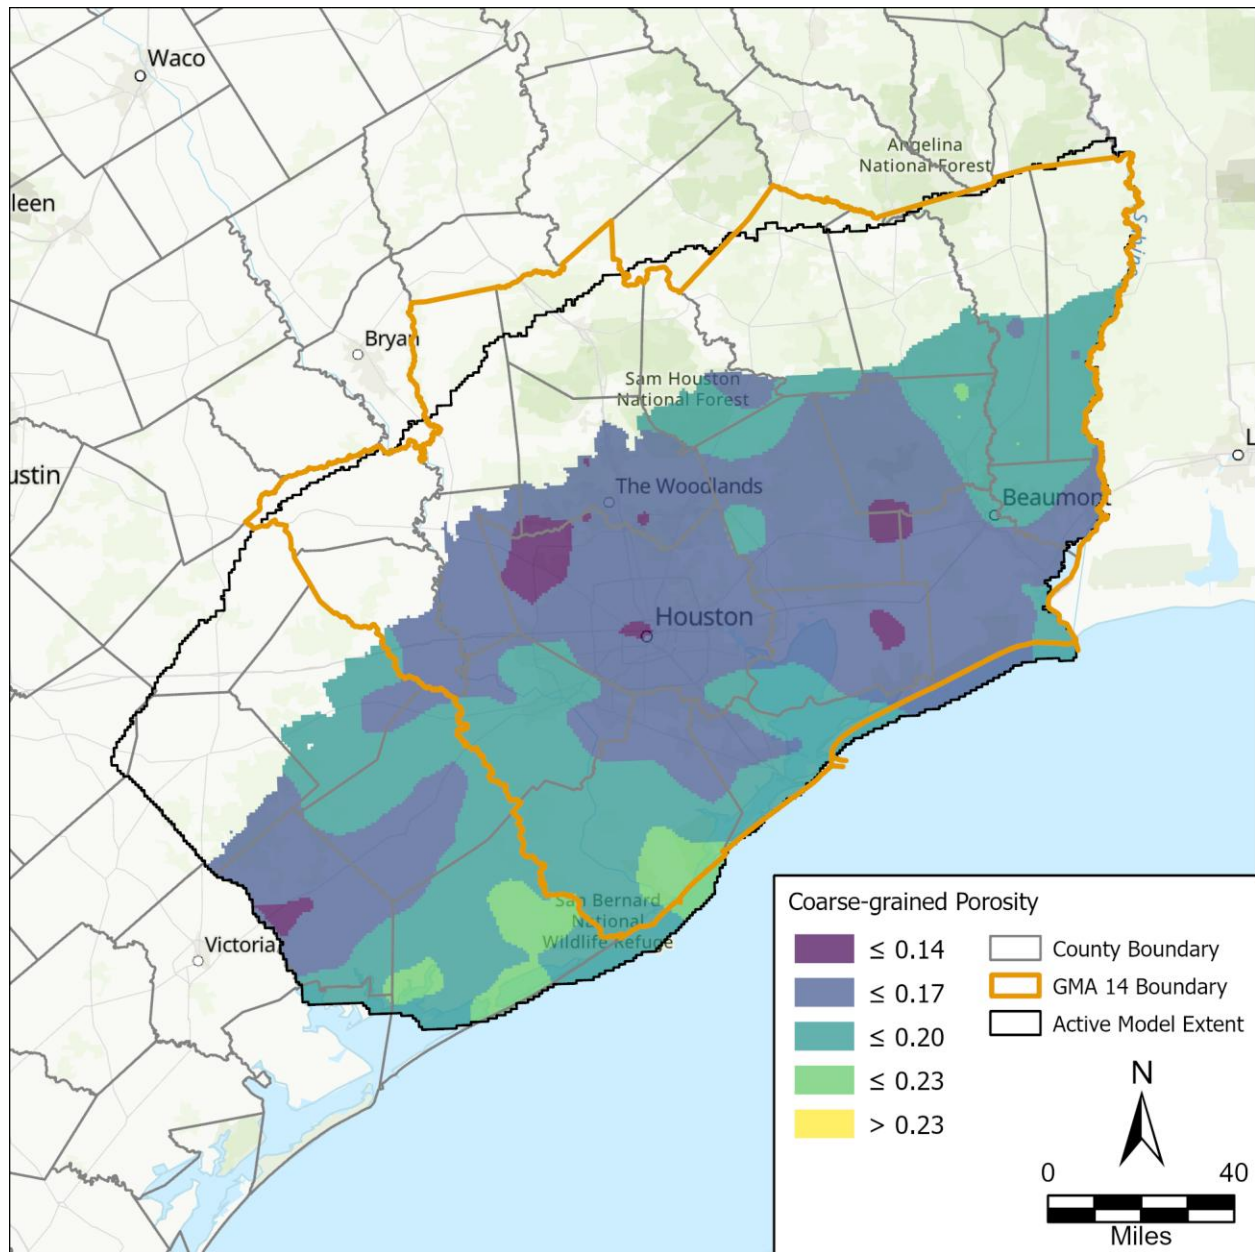 Waco
Angelina
National Forest
leen
Sabine
Bryan
Sam Houston
National Forest
L
ustin
The Woodlands
Beaumont
Houston
San Bernard
National
Wildlife Refuge
Victoria
Coarse-grained Porosity
≤ 0.14
≤ 0.17
≤ 0.20
≤ 0.23
> 0.23
County Boundary
GMA 14 Boundary
Active Model Extent
N
0 40
Miles